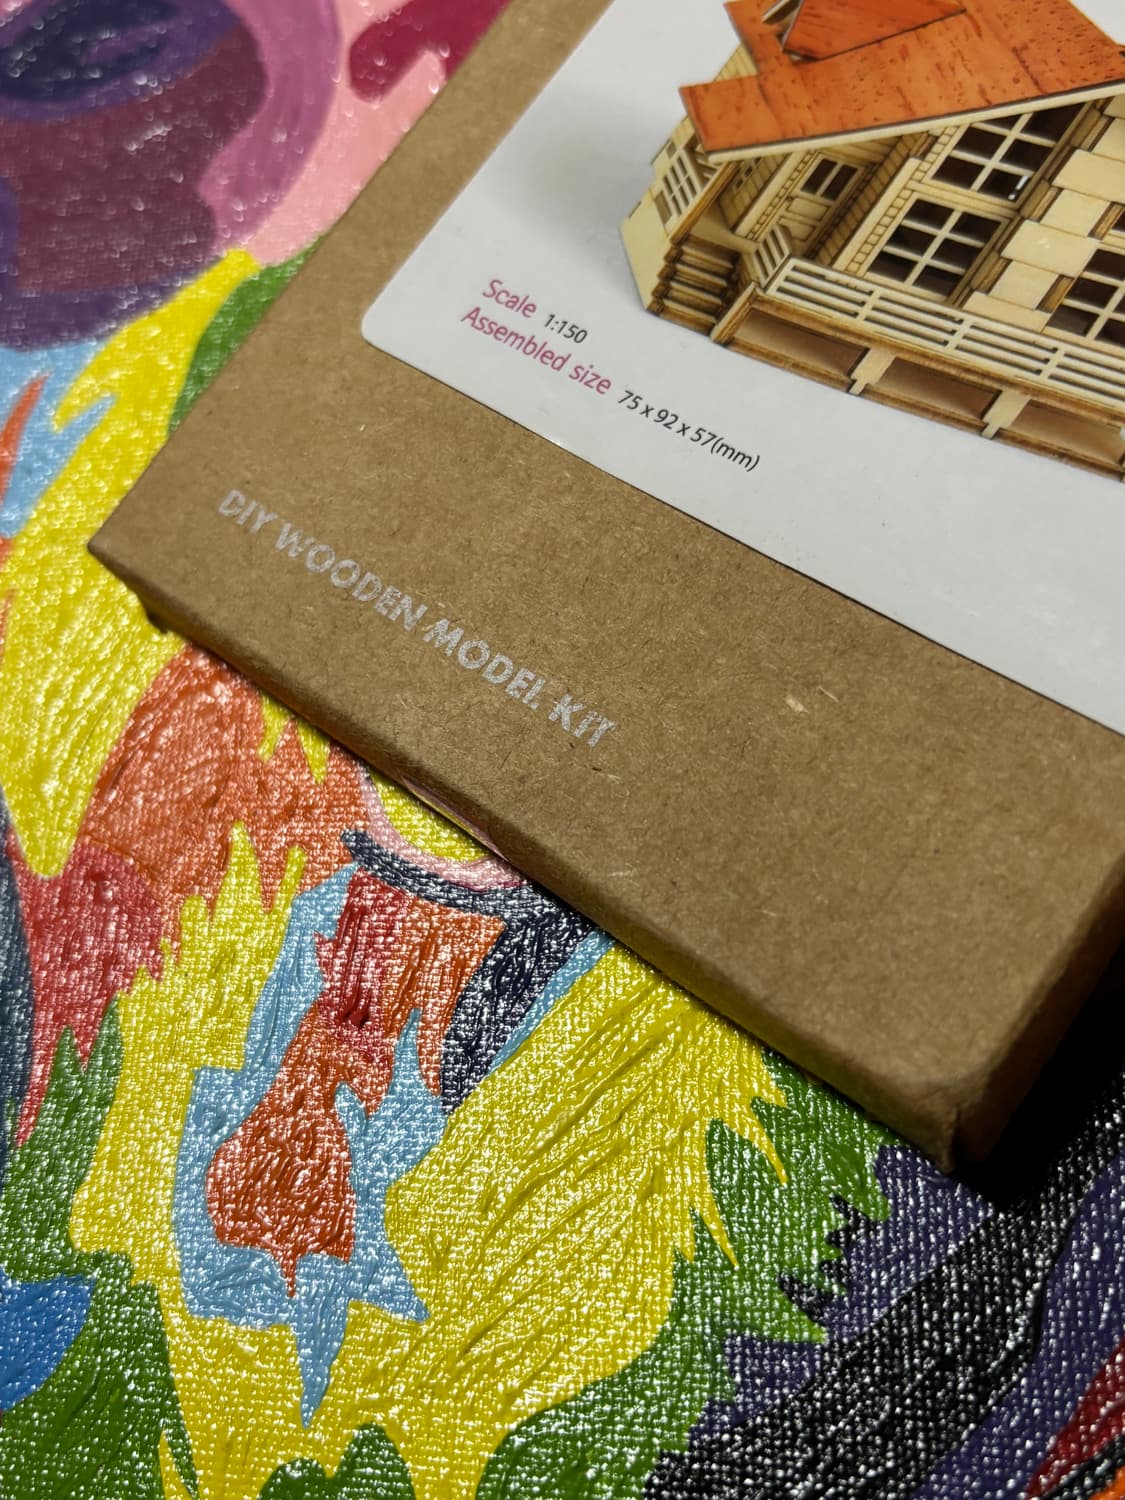 Scale 1:150
Assembled size 75 x 92 x 57(mm)
DIY WOODEN MODEL KIT